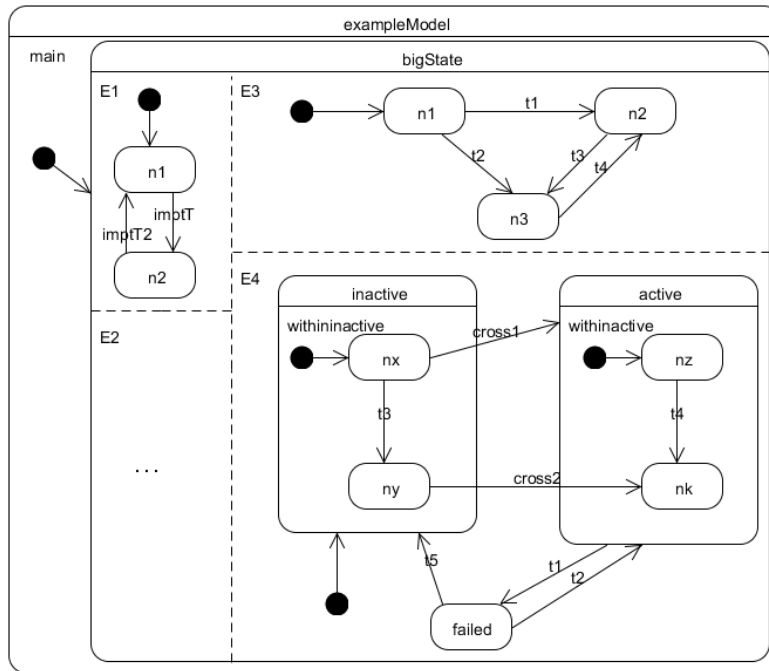 exampleModel
main
bigState
E1
E3
n1
t1
n2
n1
t2
t3
t4
imptT
imptT2
n3
n2
E4
inactive
active
E2
withininactive
cross1
withinactive
nx
nz
t3
t4
...
ny
cross2
nk
t5
t1
t2
failed